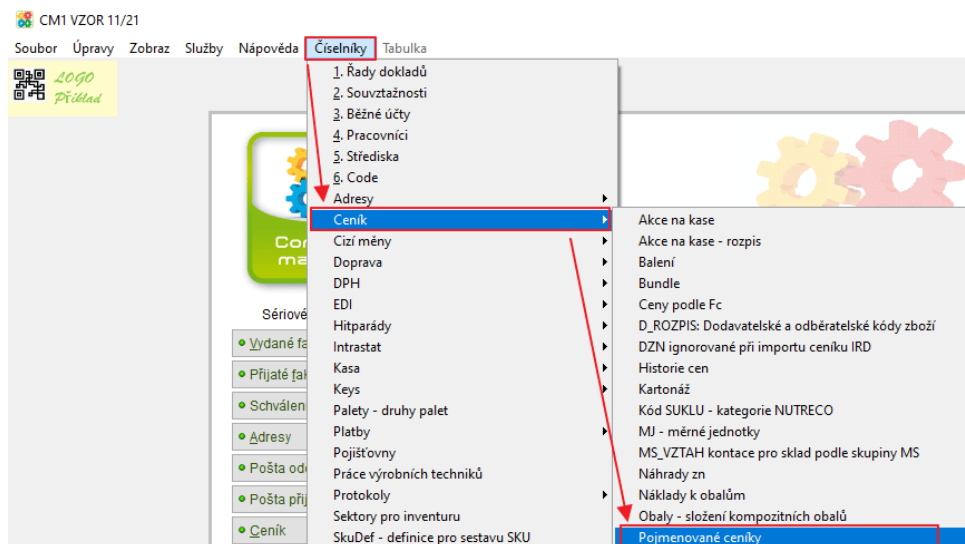 CM1 VZOR 11/21
Soubor Úpravy Zobraz Služby Nápověda Číselníky Tabulka
LOGO
Příklad
1. Řady dokladů
2. Souvztažnosti
3. Běžné účty
4. Pracovníci
5. Střediska
6. Code
Adresy
Ceník
Cizí měny
Doprava
DPH
EDI
Hitparády
Intrastat
Kasa
Keys
Palety - druhy palet
Platby
Pojišťovny
Práce výrobních techniků
Protokoly
Sektory pro inventuru
SkuDef - definice pro sestavu SKU
Akce na kase
Akce na kase - rozpis
Balení
Bundle
Ceny podle Fc
D_ROZPIS: Dodavatelské a odběratelské kódy zboží
DZN ignorované při importu ceníku IRD
Historie cen
Kartonáž
Kód SUKLU - kategorie NUTRECO
MJ - měrné jednotky
MS_VZTAH kontace pro sklad podle skupiny MS
Náhrady zn
Náklady k obalům
Obaly - složení kompozitních obalů
Pojmenované ceníky
Sériové
Vydané fa
Přijaté fak
Schválen
Adresy
Pošta od
Pošta přij
Ceník